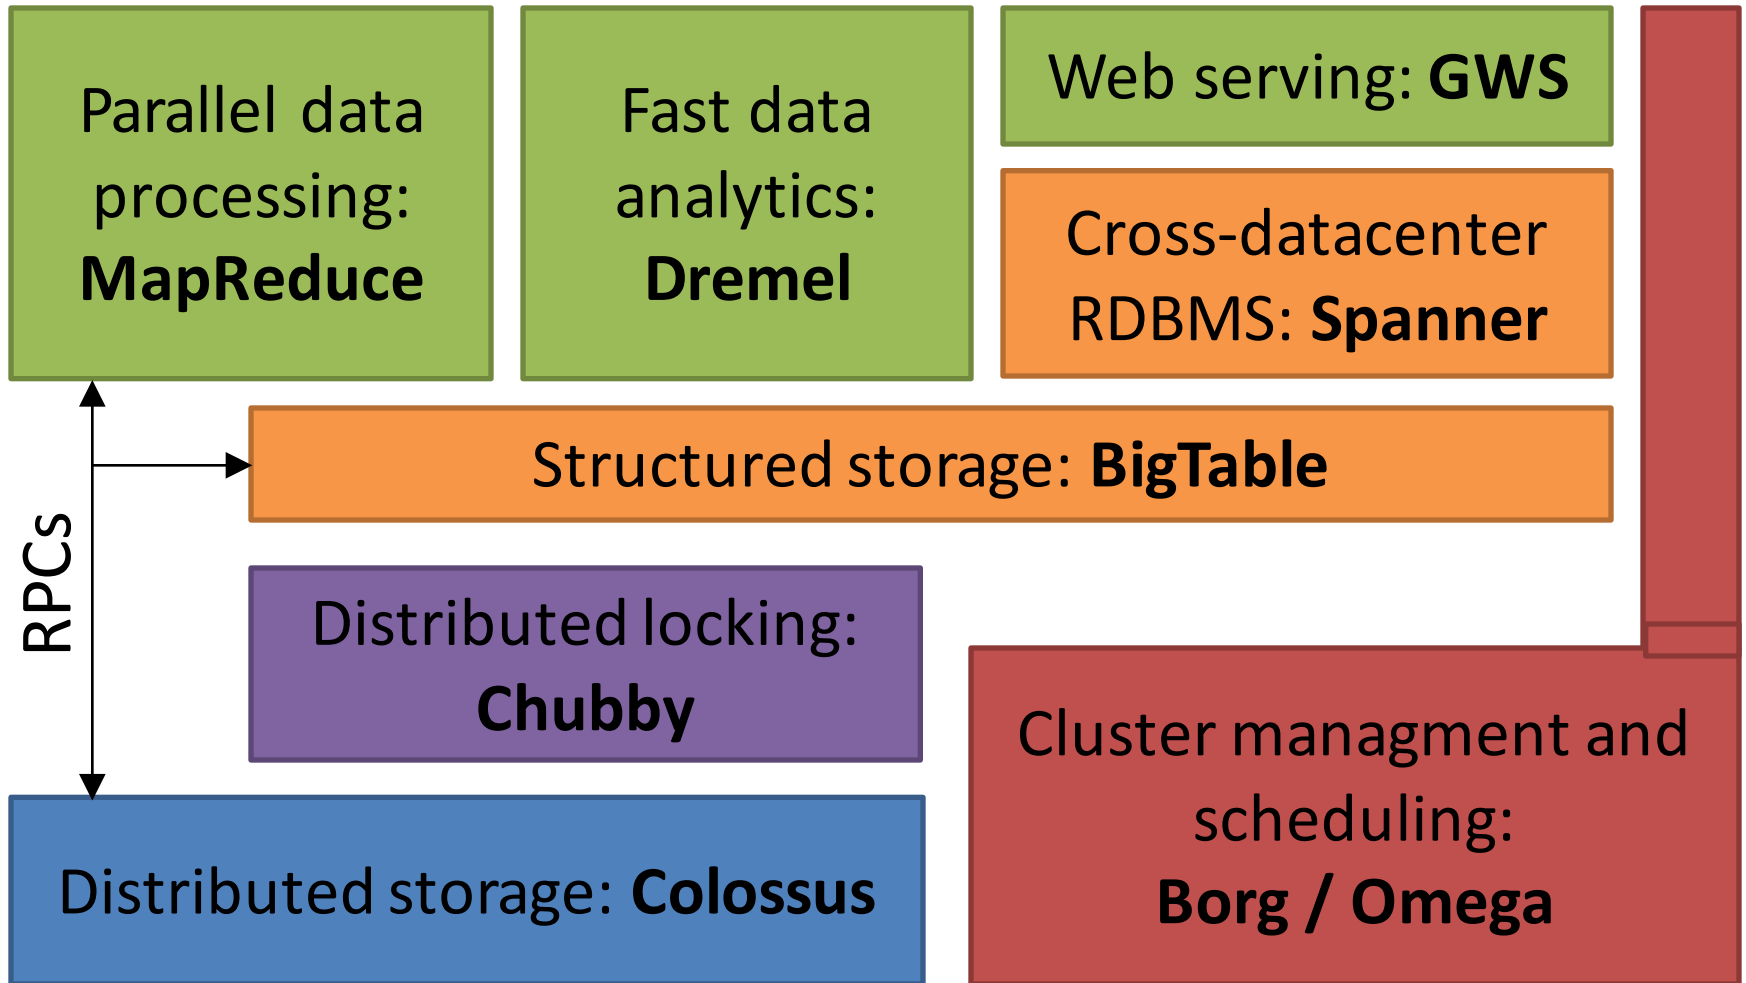 Parallel data
processing:
MapReduce
Fast data
analytics:
Dremel
Web serving: GWS
Cross-datacenter
RDBMS: Spanner
Structured storage: BigTable
RPCs
Distributed locking:
Chubby
Cluster managment and
scheduling:
Borg / Omega
Distributed storage: Colossus